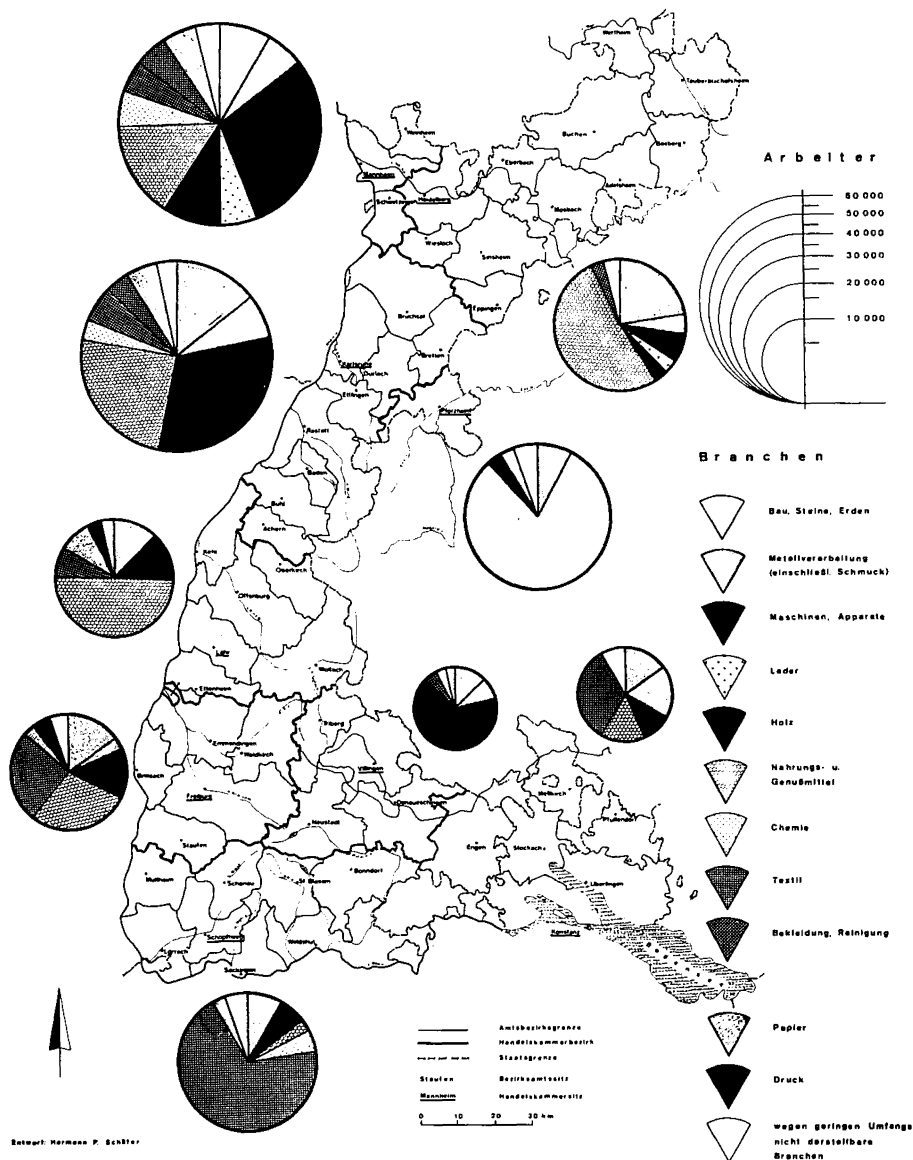 Wertheim
Tauberbischofsheim
Buchen
Boxberg
Weinheim
Eberbach
Adelsheim
Mannheim
Heidelberg
Schwetzingen
Mosbach
Wiesloch
Sinsheim
Eppingen
Bruchsal
Bretten
Karlsruhe
Durlach
Ettlingen
Pforzheim
Rastatt
Baden
Bühl
Achern
Kehl
Oberkirch
Offenburg
Lahr
Wolfach
Ettenheim
Triberg
Emmendingen
Waldkirch
Villingen
Breisach
Freiburg
Donaueschingen
Messkirch
Pfullendorf
Neustadt
Engen
Stockach
Staufen
Müllheim
Schönau
St Blasien
Bonndorf
Überlingen
Konstanz
Schopfheim
Lörrach
Waldshut
Säckingen
Arbeiter
60 000
50 000
40 000
30 000
20 000
10 000
Branchen
Bau, Steine, Erden
Metallverarbeitung
(einschließl. Schmuck)
Maschinen, Apparate
Leder
Holz
Nahrungs- u.
Genußmittel
Chemie
Textil
Bekleidung, Reinigung
Papier
Druck
wegen geringen Umfangs
nicht darstellbare
Branchen
Amtsbezirksgrenze
Handelskammerbezirk
Staatsgrenze
Staufen Bezirksamtssitz
Mannheim Handelskammersitz
0 10 20 30 km
Entwurf: Hermann P. Schäfer